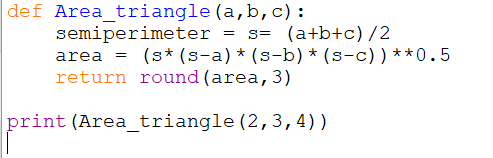 def Area_triangle(a,b,c):
    semiperimeter = s= (a+b+c)/2
    area = (s*(s-a)*(s-b)*(s-c))**0.5
    return round(area,3)

print(Area_triangle(2,3,4))